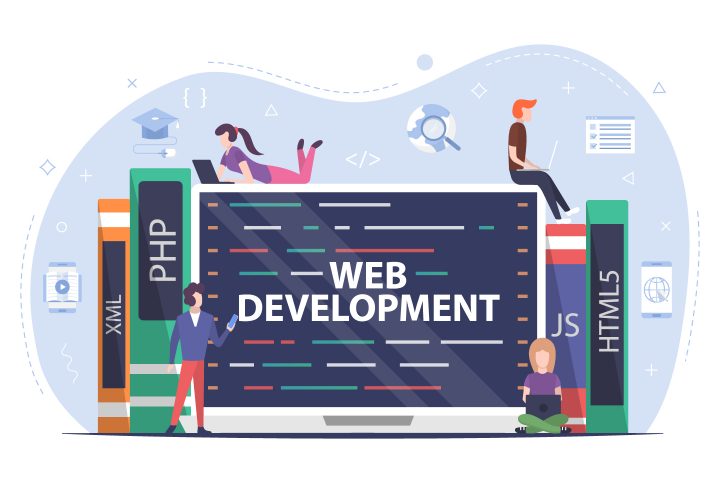 { }
</>
XML
PHP
WEB
DEVELOPMENT
JS
HTML5